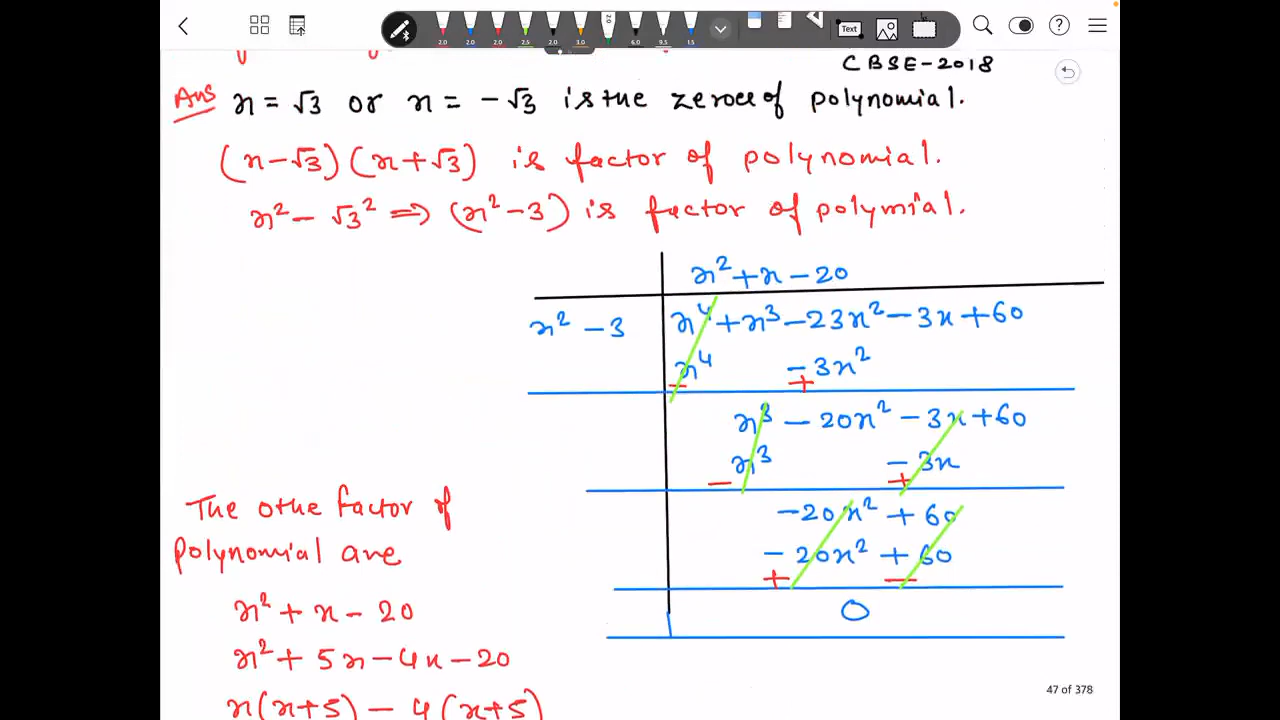 Text
CBSE-2018
Ans x = √3 or x = -√3 is the zeroes of polynomial.
(x-√3)(x+√3) is factor of polynomial.
x² - √3² ⇒ (x²-3) is factor of polymial.
x² + x - 20
x² - 3
x⁴ + x³ - 23x² - 3x + 60
x⁴ - 3x²
- +
x³ - 20x² - 3x + 60
x³ - 3x
- +
-20x² + 60
- 20x² + 60
+ -
0
The othe factor of
polynomial are
x² + x - 20
x² + 5x - 4x - 20
x(x+5) - 4(x+5)
47 of 378